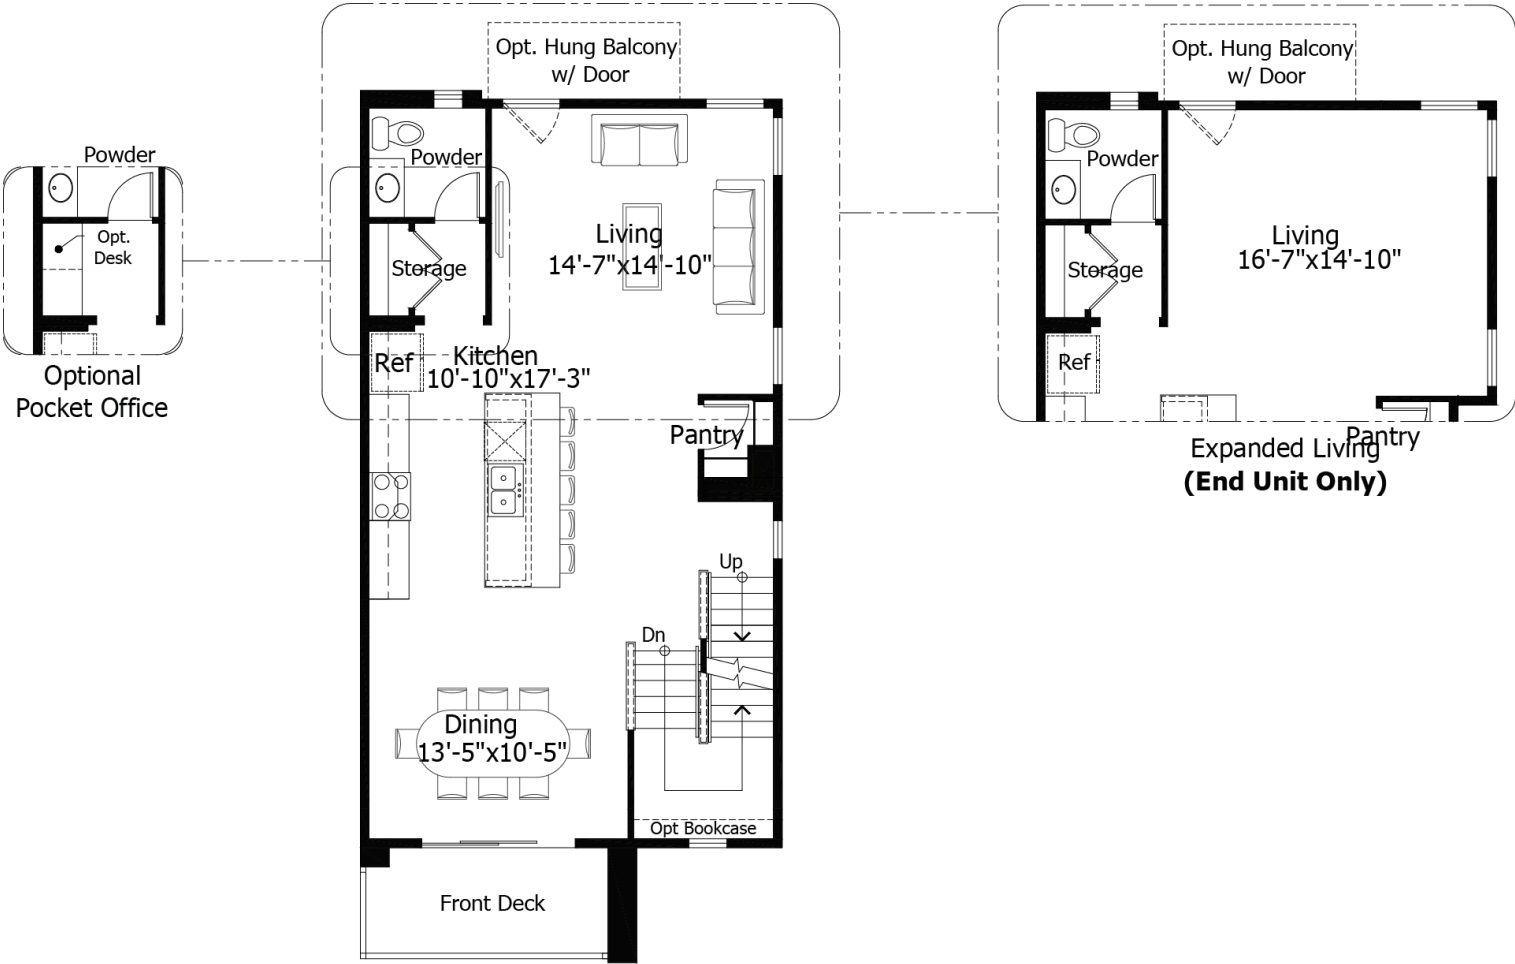 Opt. Hung Balcony
w/ Door
Powder
Storage
Living
14'-7"x14'-10"
Ref
Kitchen
10'-10"x17'-3"
Pantry
Up
Dn
Dining
13'-5"x10'-5"
Opt Bookcase
Front Deck
Powder
Opt.
Desk
Optional
Pocket Office
Opt. Hung Balcony
w/ Door
Powder
Storage
Living
16'-7"x14'-10"
Ref
Pantry
Expanded Living
(End Unit Only)